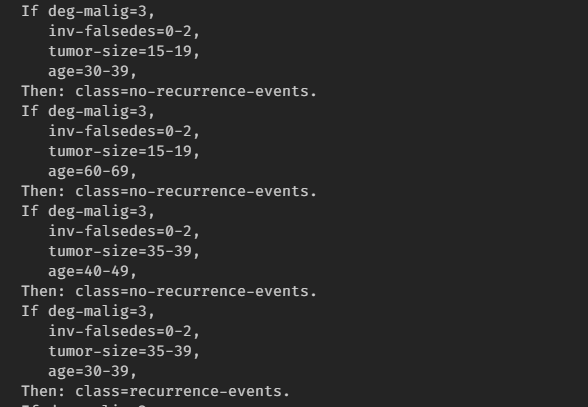 If deg-malig=3,
inv-falsedes=0-2,
tumor-size=15-19,
age=30-39,
Then: class=no-recurrence-events.
If deg-malig=3,
inv-falsedes=0-2,
tumor-size=15-19,
age=60-69,
Then: class=no-recurrence-events.
If deg-malig=3,
inv-falsedes=0-2,
tumor-size=35-39,
age=40-49,
Then: class=no-recurrence-events.
If deg-malig=3,
inv-falsedes=0-2,
tumor-size=35-39,
age=30-39,
Then: class=recurrence-events.